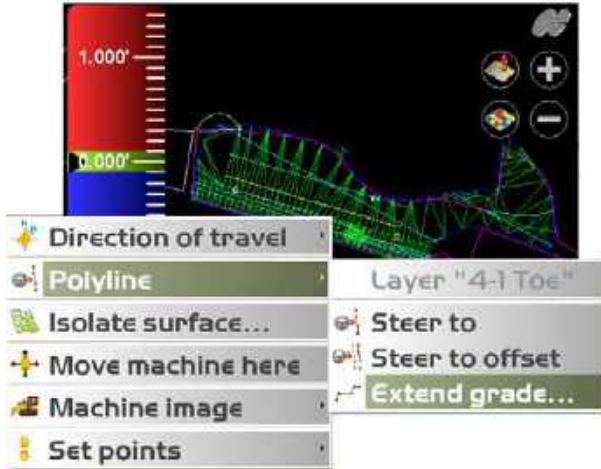 1.000'
0.000'
Direction of travel
Polyline
Layer "4-1 Toe"
Isolate surface...
Steer to
Move machine here
Steer to offset
Machine image
Extend grade...
Set points